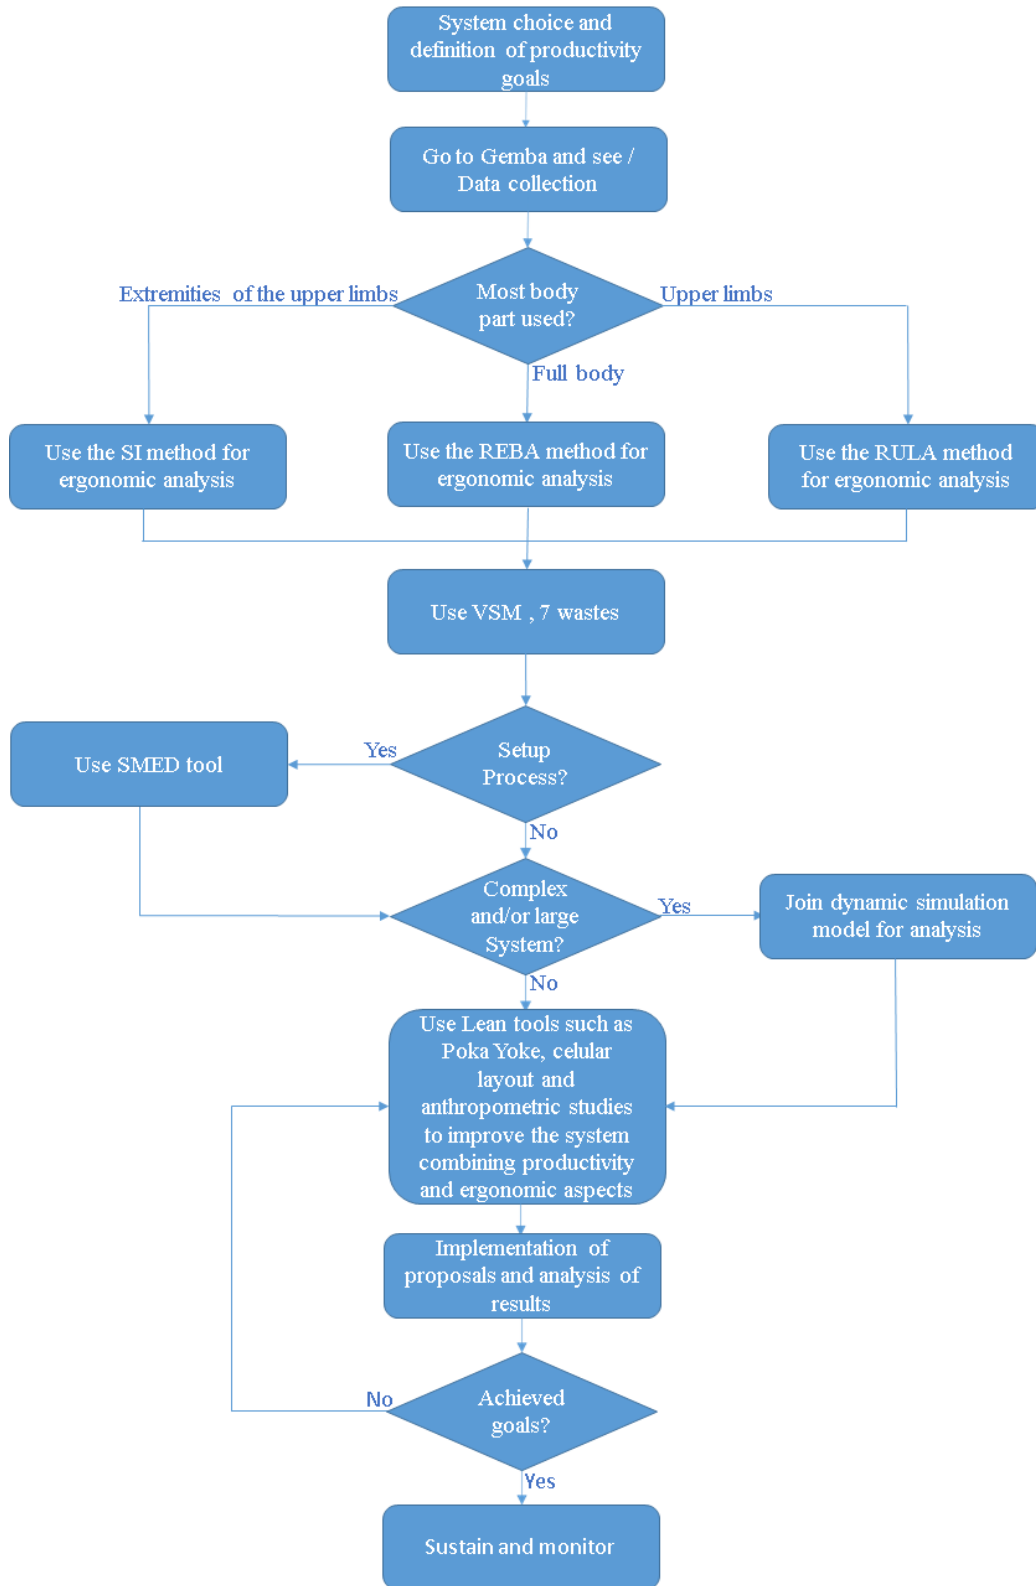 System choice and
definition of productivity
goals
Go to Gemba and see /
Data collection
Most body
part used?
Extremities of the upper limbs
Upper limbs
Full body
Use the SI method for
ergonomic analysis
Use the REBA method for
ergonomic analysis
Use the RULA method
for ergonomic analysis
Use VSM , 7 wastes
Setup
Process?
Yes
Use SMED tool
No
Complex
and/or large
System?
Yes
Join dynamic simulation
model for analysis
No
Use Lean tools such as
Poka Yoke, celular
layout and
anthropometric studies
to improve the system
combining productivity
and ergonomic aspects
Implementation of
proposals and analysis of
results
Achieved
goals?
No
Yes
Sustain and monitor